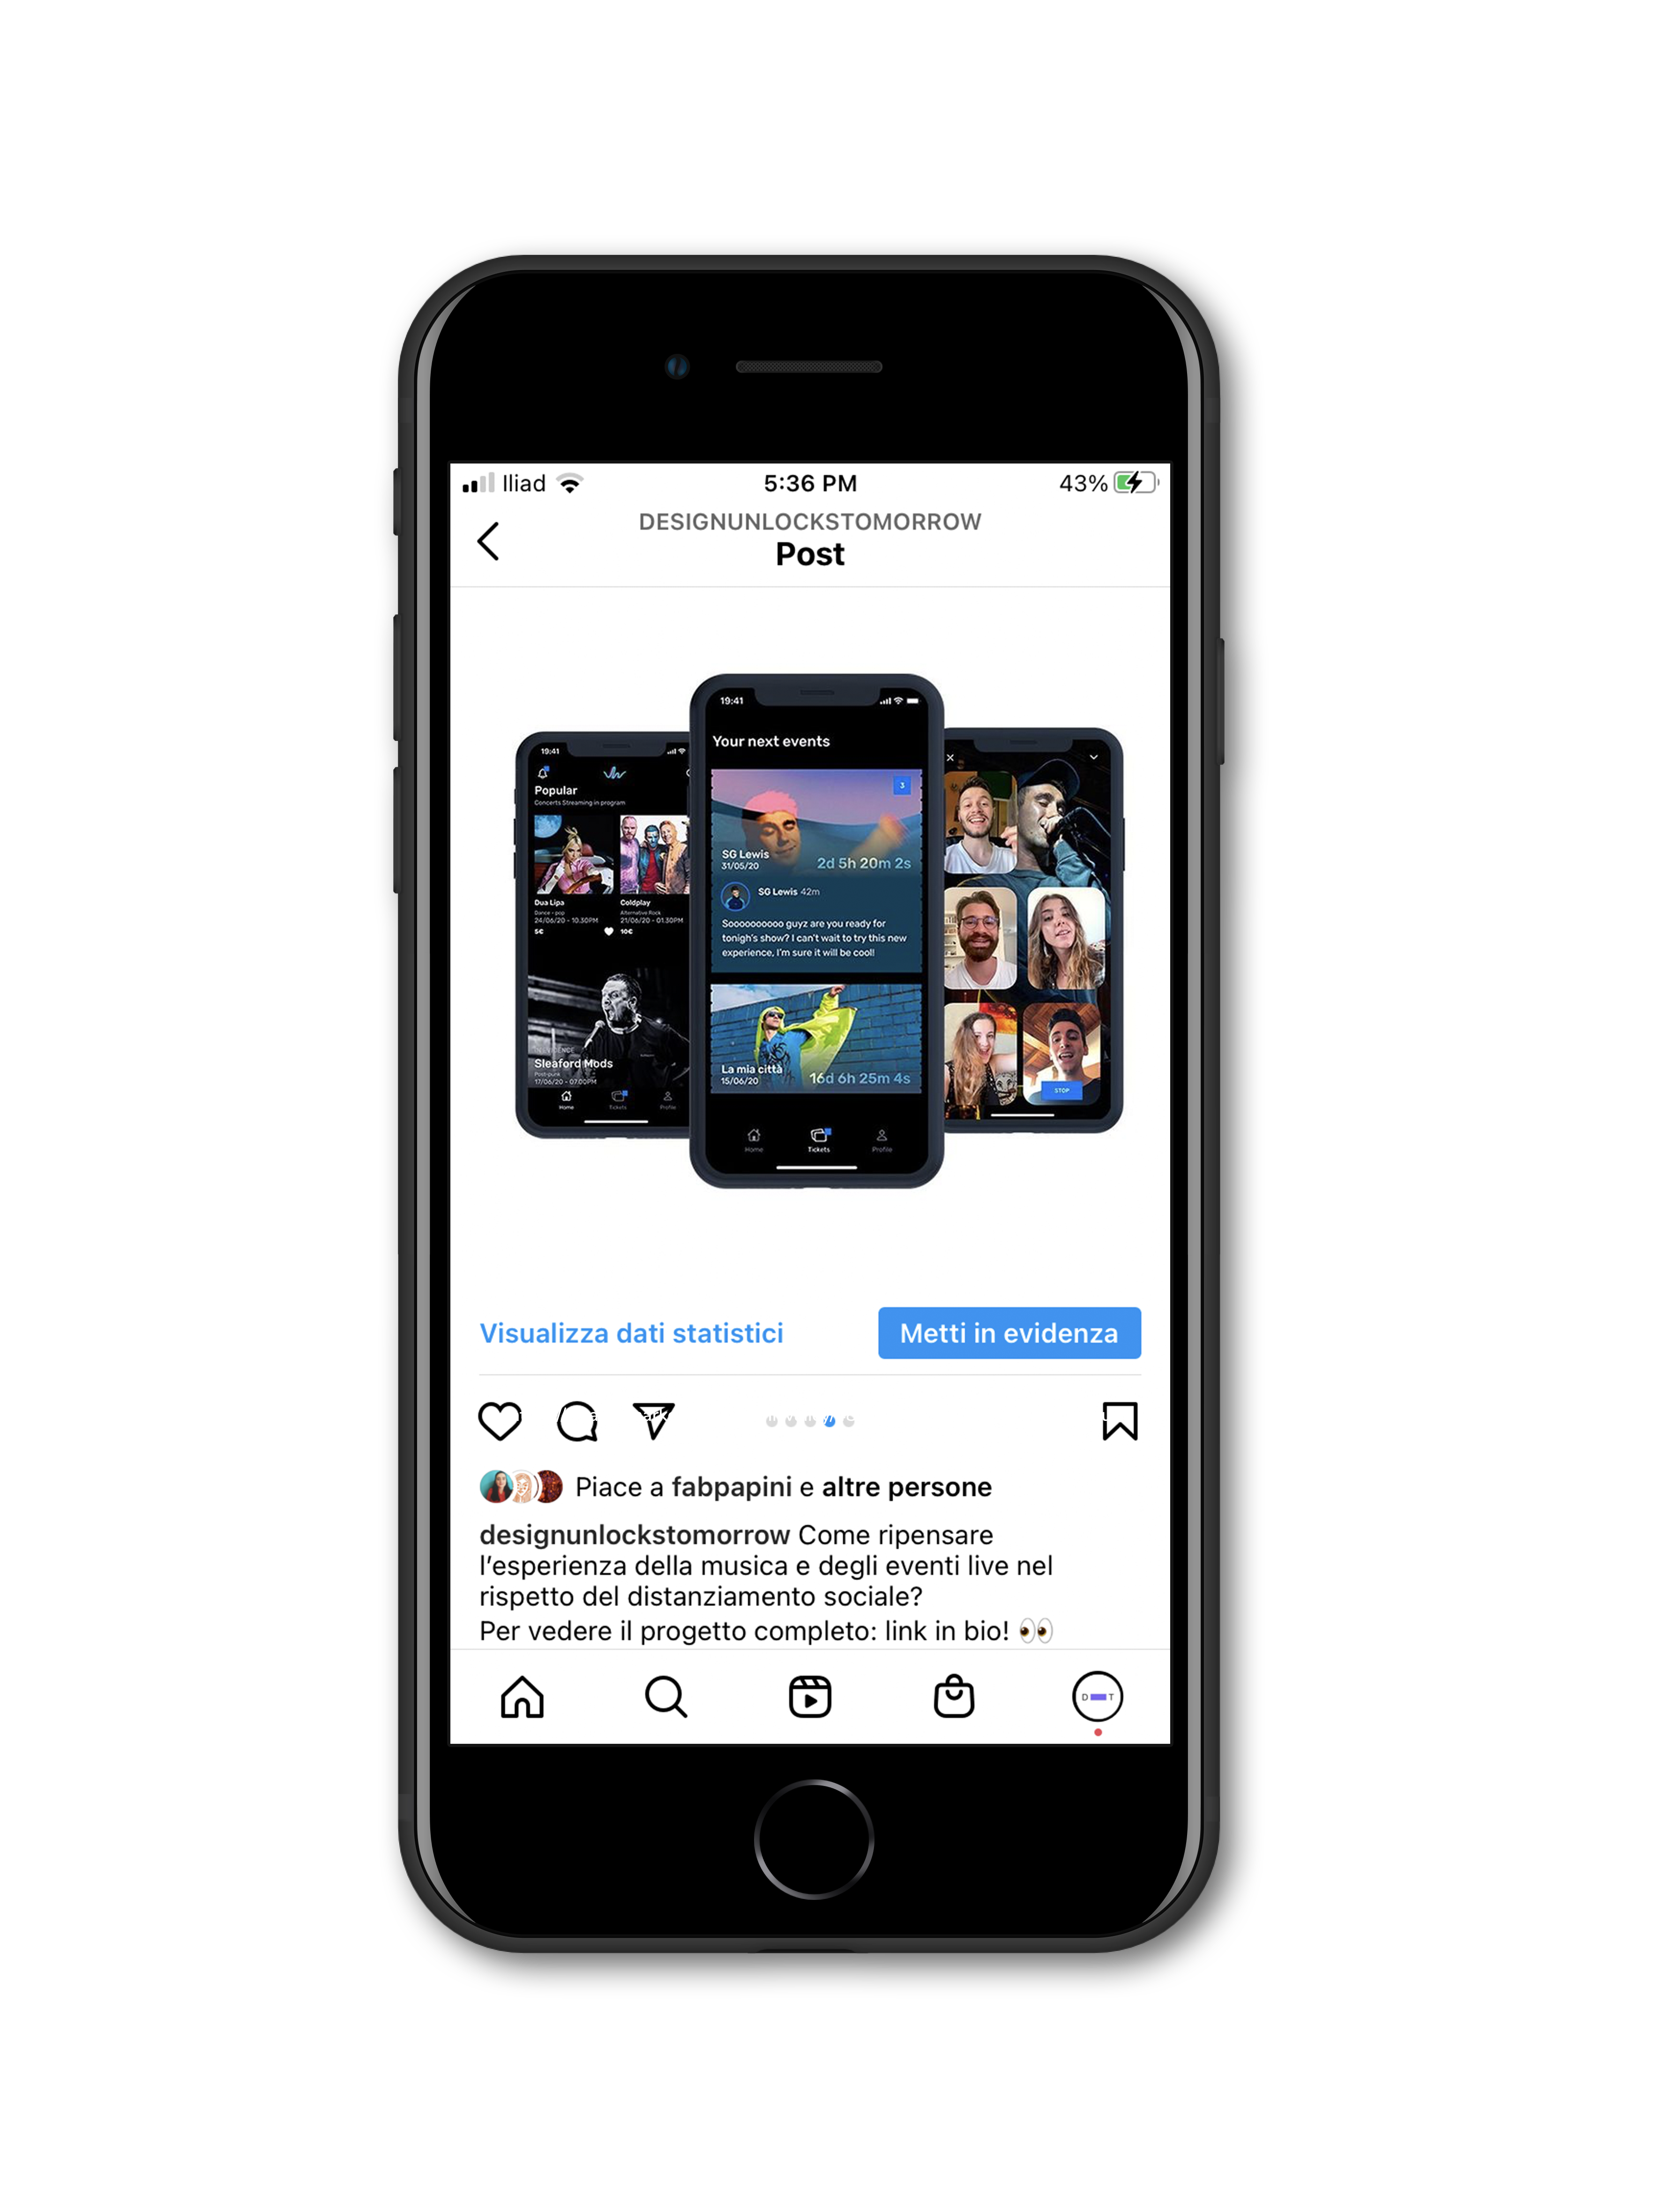 Iliad 5:36 PM 43%
DESIGNUNLOCKSTOMORROW
Post
19:41
Popular
Concerts Streaming in program
Dua Lipa
Dance - pop
24/06/20 - 10:30PM
5€
Coldplay
Alternative Rock
21/06/20 - 01.30PM
10€
Sleaford Mods
Post-punk
17/06/20 - 07:00PM
Home Tickets Profile
19:41
Your next events
3
SG Lewis
31/05/20 2d 5h 20m 2s
SG Lewis 42m
Soooooooooo guyz are you ready for
tonigh's show? I can't wait to try this new
experience, I'm sure it will be cool!
La mia città
15/06/20 16d 6h 25m 4s
Home Tickets Profile
STOP
Visualizza dati statistici Metti in evidenza
Piace a fabpapini e altre persone
designunlockstomorrow Come ripensare
l'esperienza della musica e degli eventi live nel
rispetto del distanziamento sociale?
Per vedere il progetto completo: link in bio! 👀
D T